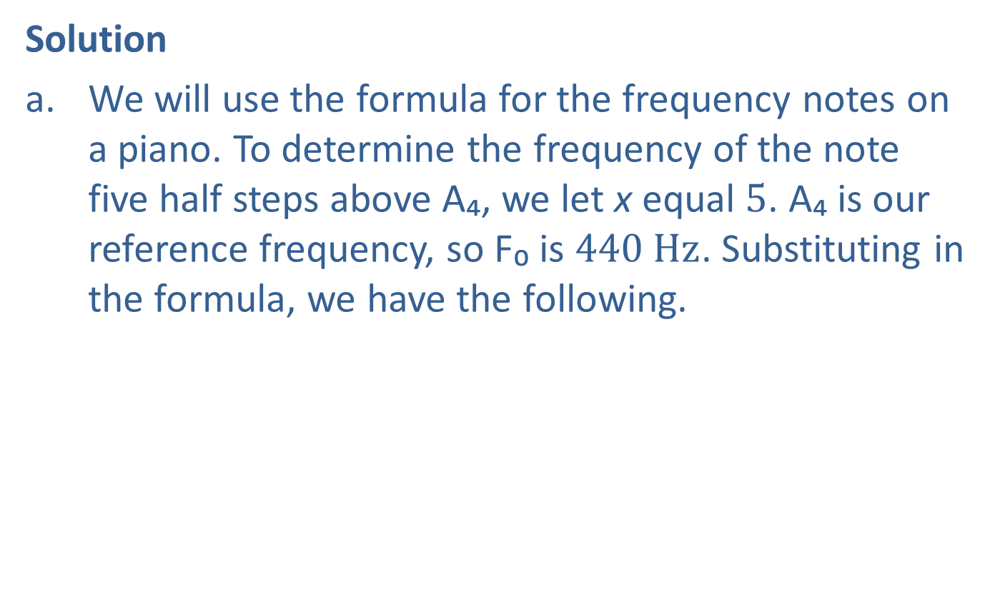 Solution
a. We will use the formula for the frequency notes on
a piano. To determine the frequency of the note
five half steps above A₄, we let x equal 5. A₄ is our
reference frequency, so F₀ is 440 Hz. Substituting in
the formula, we have the following.